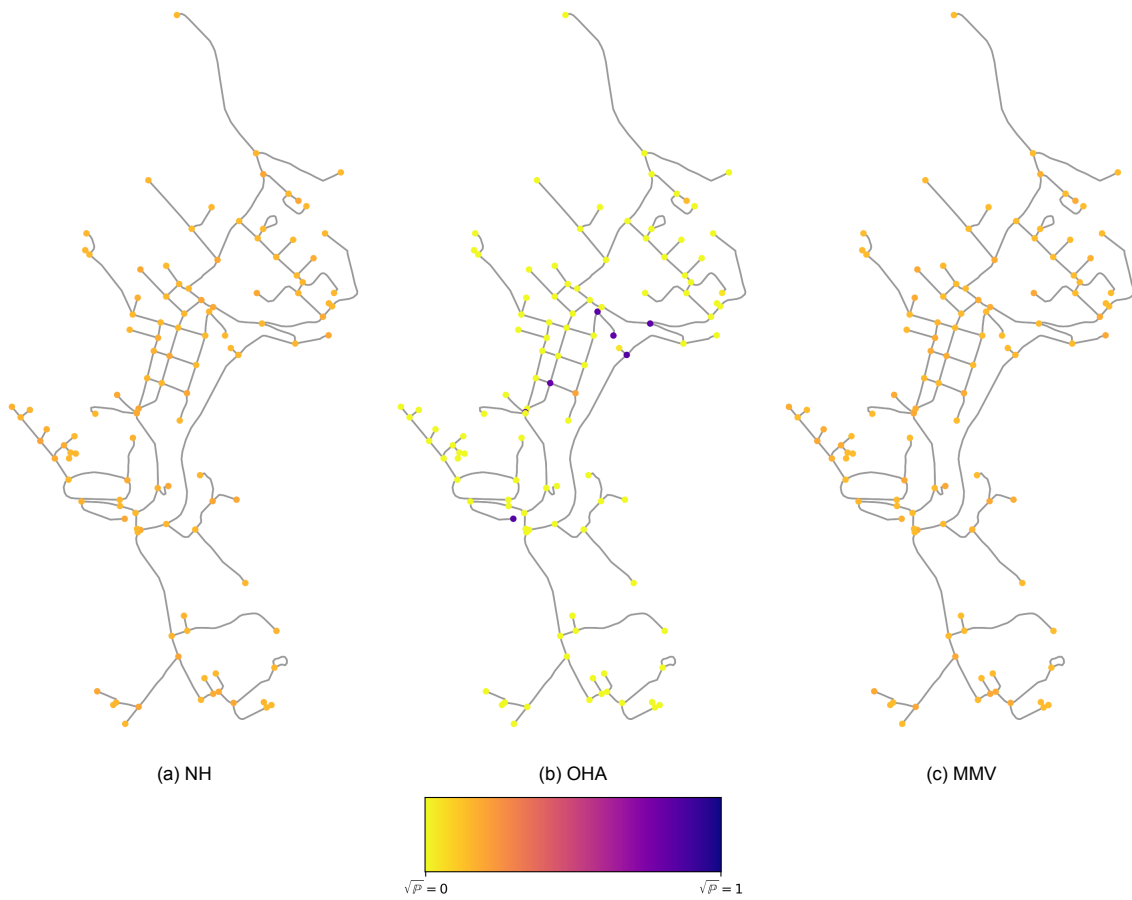 (a) NH
(b) OHA
(c) MMV
√ℙ = 0
√ℙ = 1